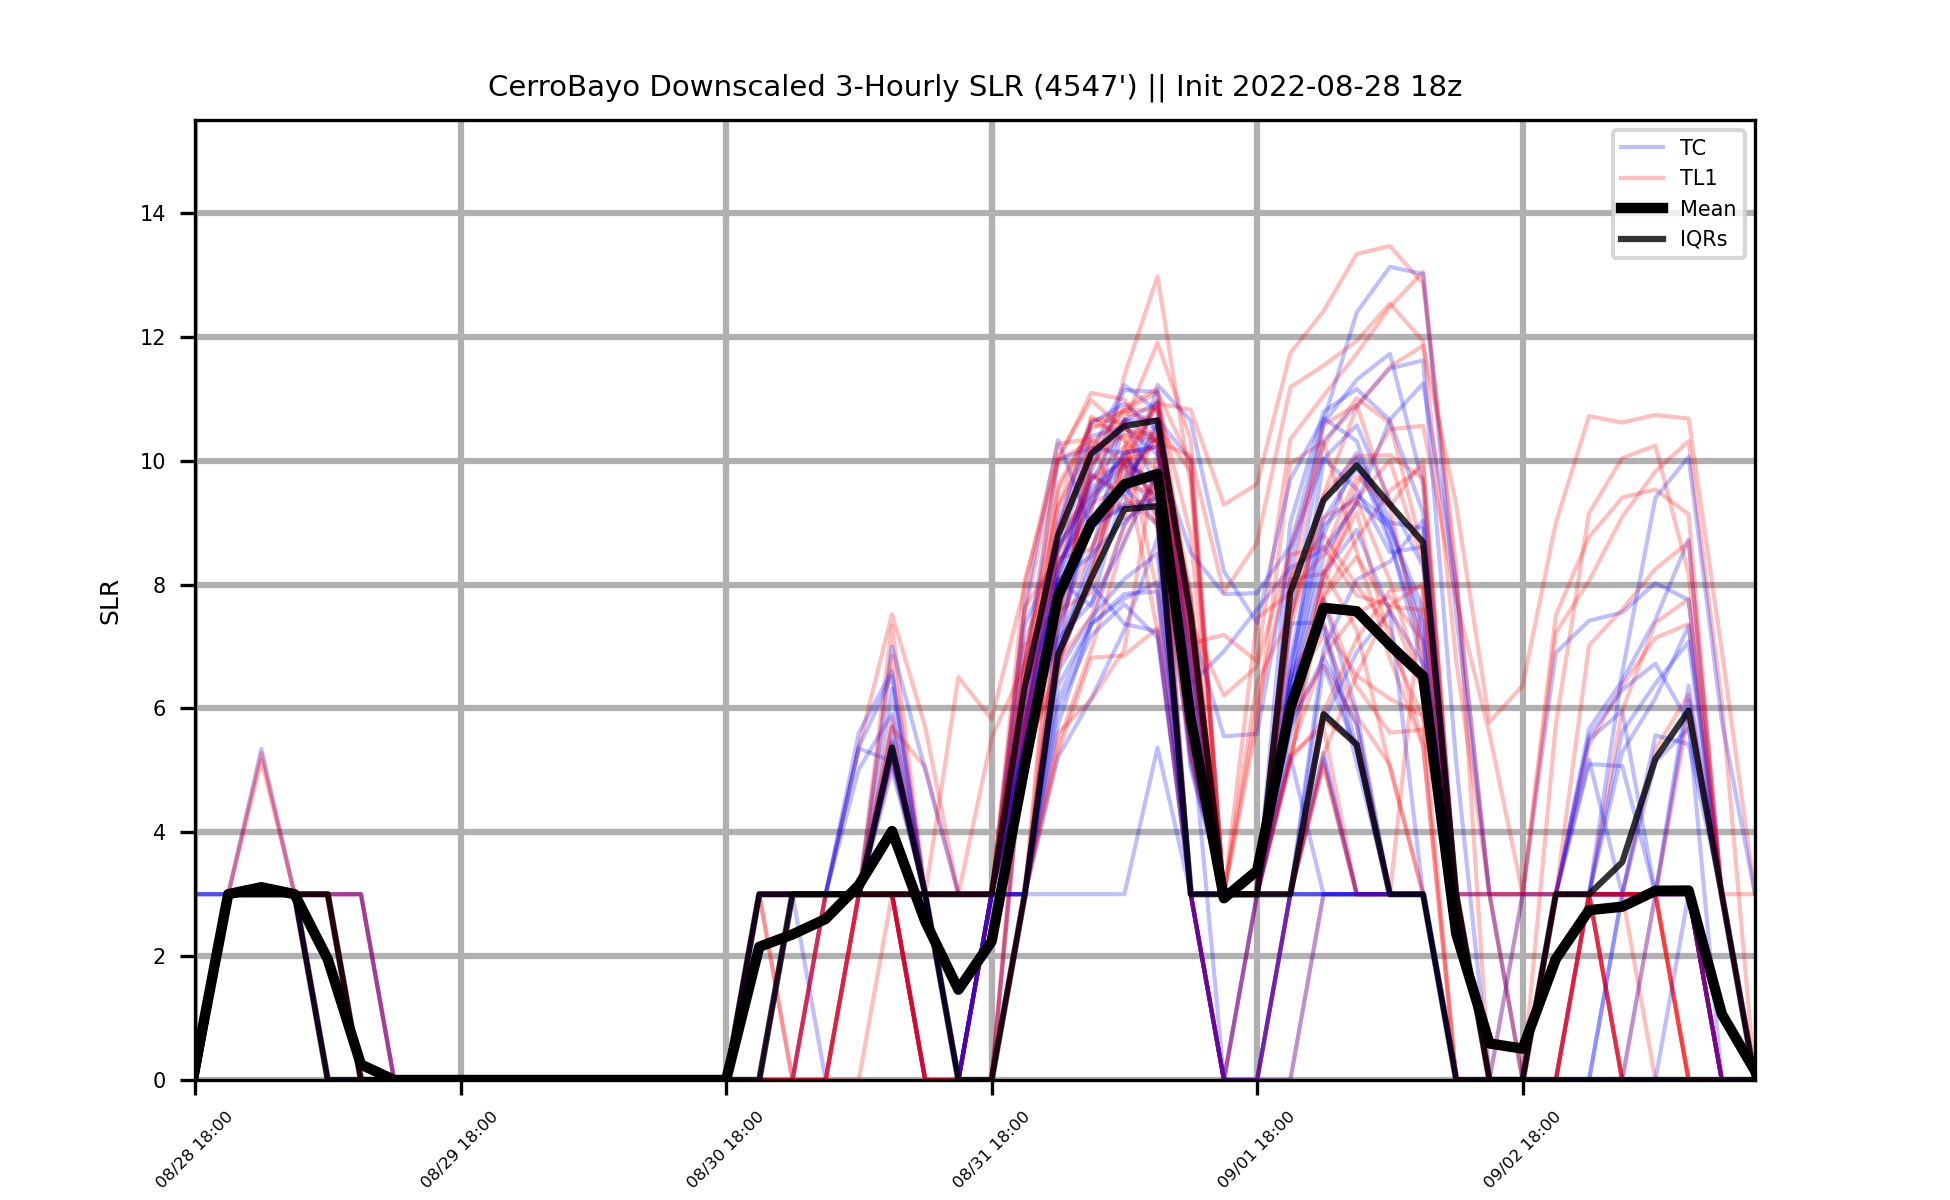 CerroBayo Downscaled 3-Hourly SLR (4547') || Init 2022-08-28 18z
TC
TL1
Mean
IQRs
SLR
14
12
10
8
6
4
2
0
08/28 18:00
08/29 18:00
08/30 18:00
08/31 18:00
09/01 18:00
09/02 18:00